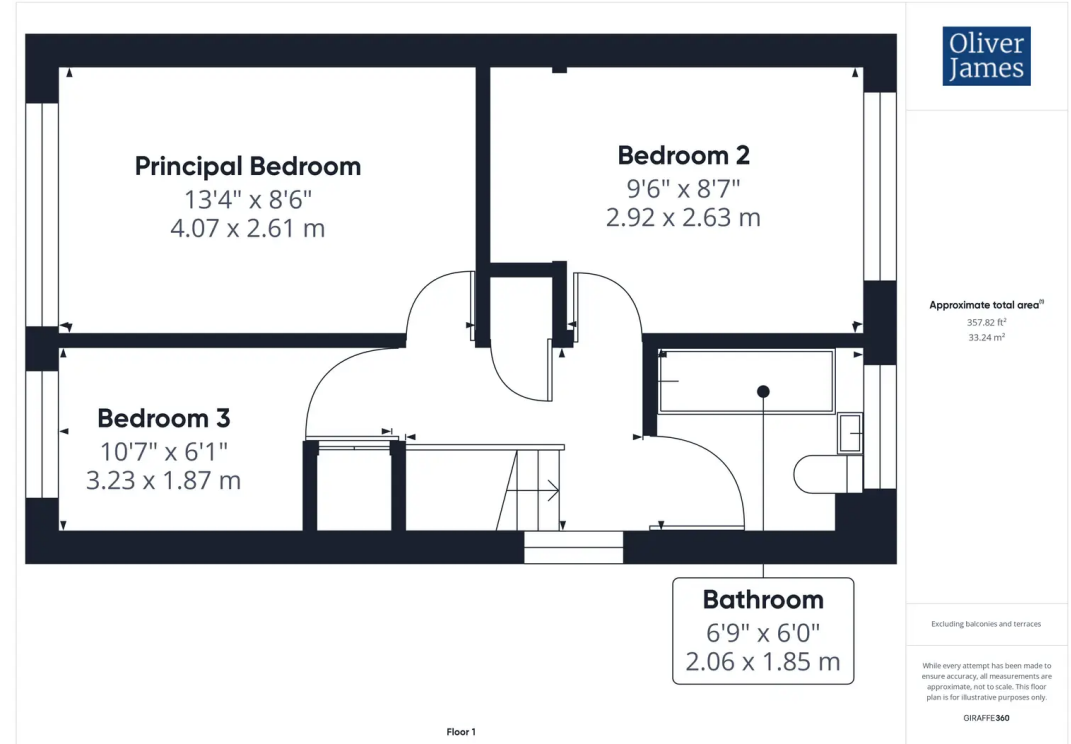 Oliver
James
Principal Bedroom
13'4" x 8'6"
4.07 x 2.61 m
Bedroom 2
9'6" x 8'7"
2.92 x 2.63 m
Bedroom 3
10'7" x 6'1"
3.23 x 1.87 m
Bathroom
6'9" x 6'0"
2.06 x 1.85 m
Floor 1
Approximate total area⁽¹⁾
357.82 ft²
33.24 m²
Excluding balconies and terraces
While every attempt has been made to
ensure accuracy, all measurements are
approximate, not to scale. This floor
plan is for illustrative purposes only.
GIRAFFE360